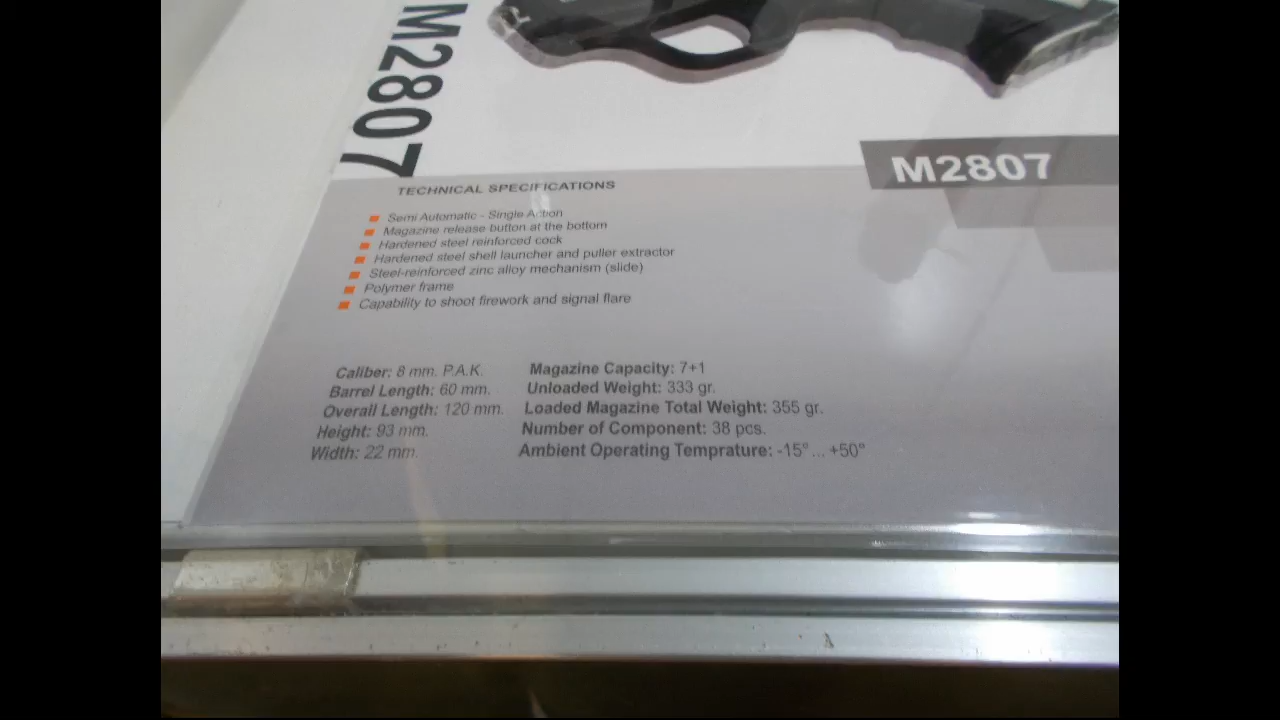 M2807
M2807
TECHNICAL SPECIFICATIONS
Semi Automatic - Single Action
Magazine release button at the bottom
Hardened steel reinforced cock
Hardened steel shell launcher and puller extractor
Steel-reinforced zinc alloy mechanism (slide)
Polymer frame
Capability to shoot firework and signal flare
Caliber: 8 mm. P.A.K.
Barrel Length: 60 mm.
Overall Length: 120 mm.
Height: 93 mm.
Width: 22 mm.
Magazine Capacity: 7+1
Unloaded Weight: 333 gr.
Loaded Magazine Total Weight: 355 gr.
Number of Component: 38 pcs.
Ambient Operating Temprature: -15° ... +50°